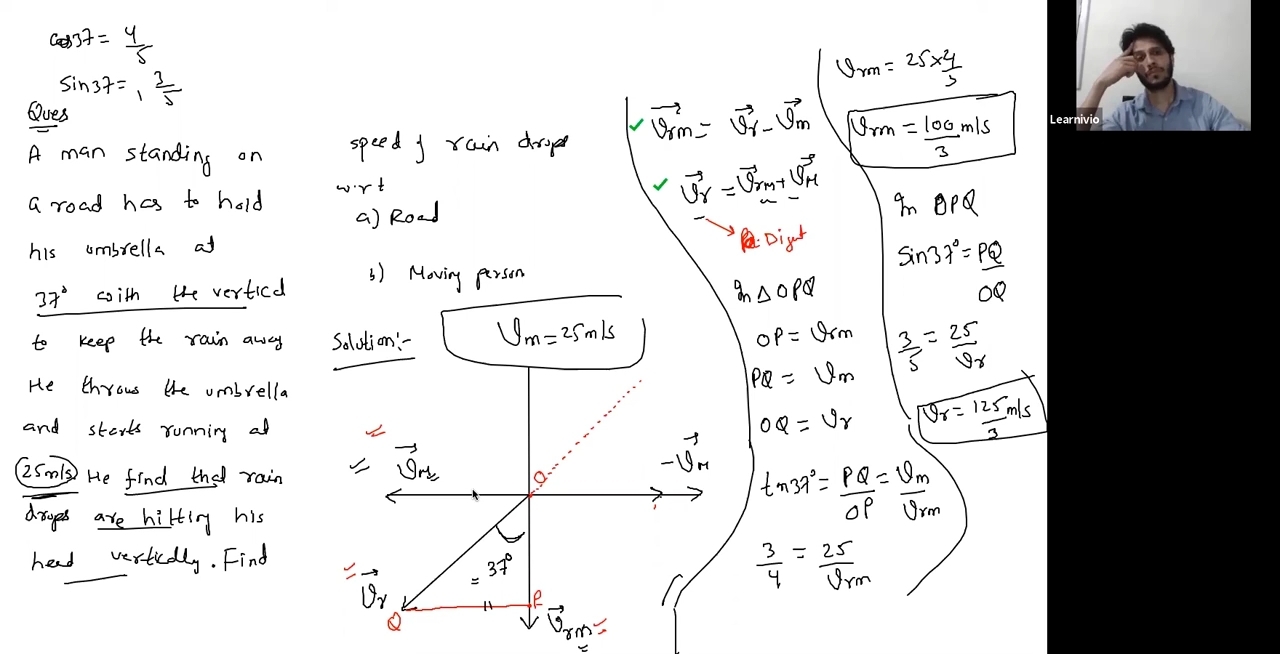 cos37 = 4/5
Sin37 = 3/5
Ques
A man standing on
a road has to hold
his umbrella at
37° with the vertical
to keep the rain away
He throws the umbrella
and starts running at
25m/s He find that rain
drops are hitting his
head vertically. Find
speed of rain drops
w.r.t
a) Road
b) Moving person
Solution:-
Vm = 25m/s
Vm
-Vm
O
37°
=
Vr
Q
P
Vrm
Vrm = Vr - Vm
Vr = Vrm + Vm
In Δ OPQ
OP = Vrm
PQ = Vm
OQ = Vr
tn37° = PQ/OP = Vm/Vrm
3/4 = 25/Vrm
Vrm = 25×4/3
Vrm = 100/3 m/s
In OPQ
Sin37° = PQ/OQ
3/5 = 25/Vr
Vr = 125/3 m/s
Learnivio